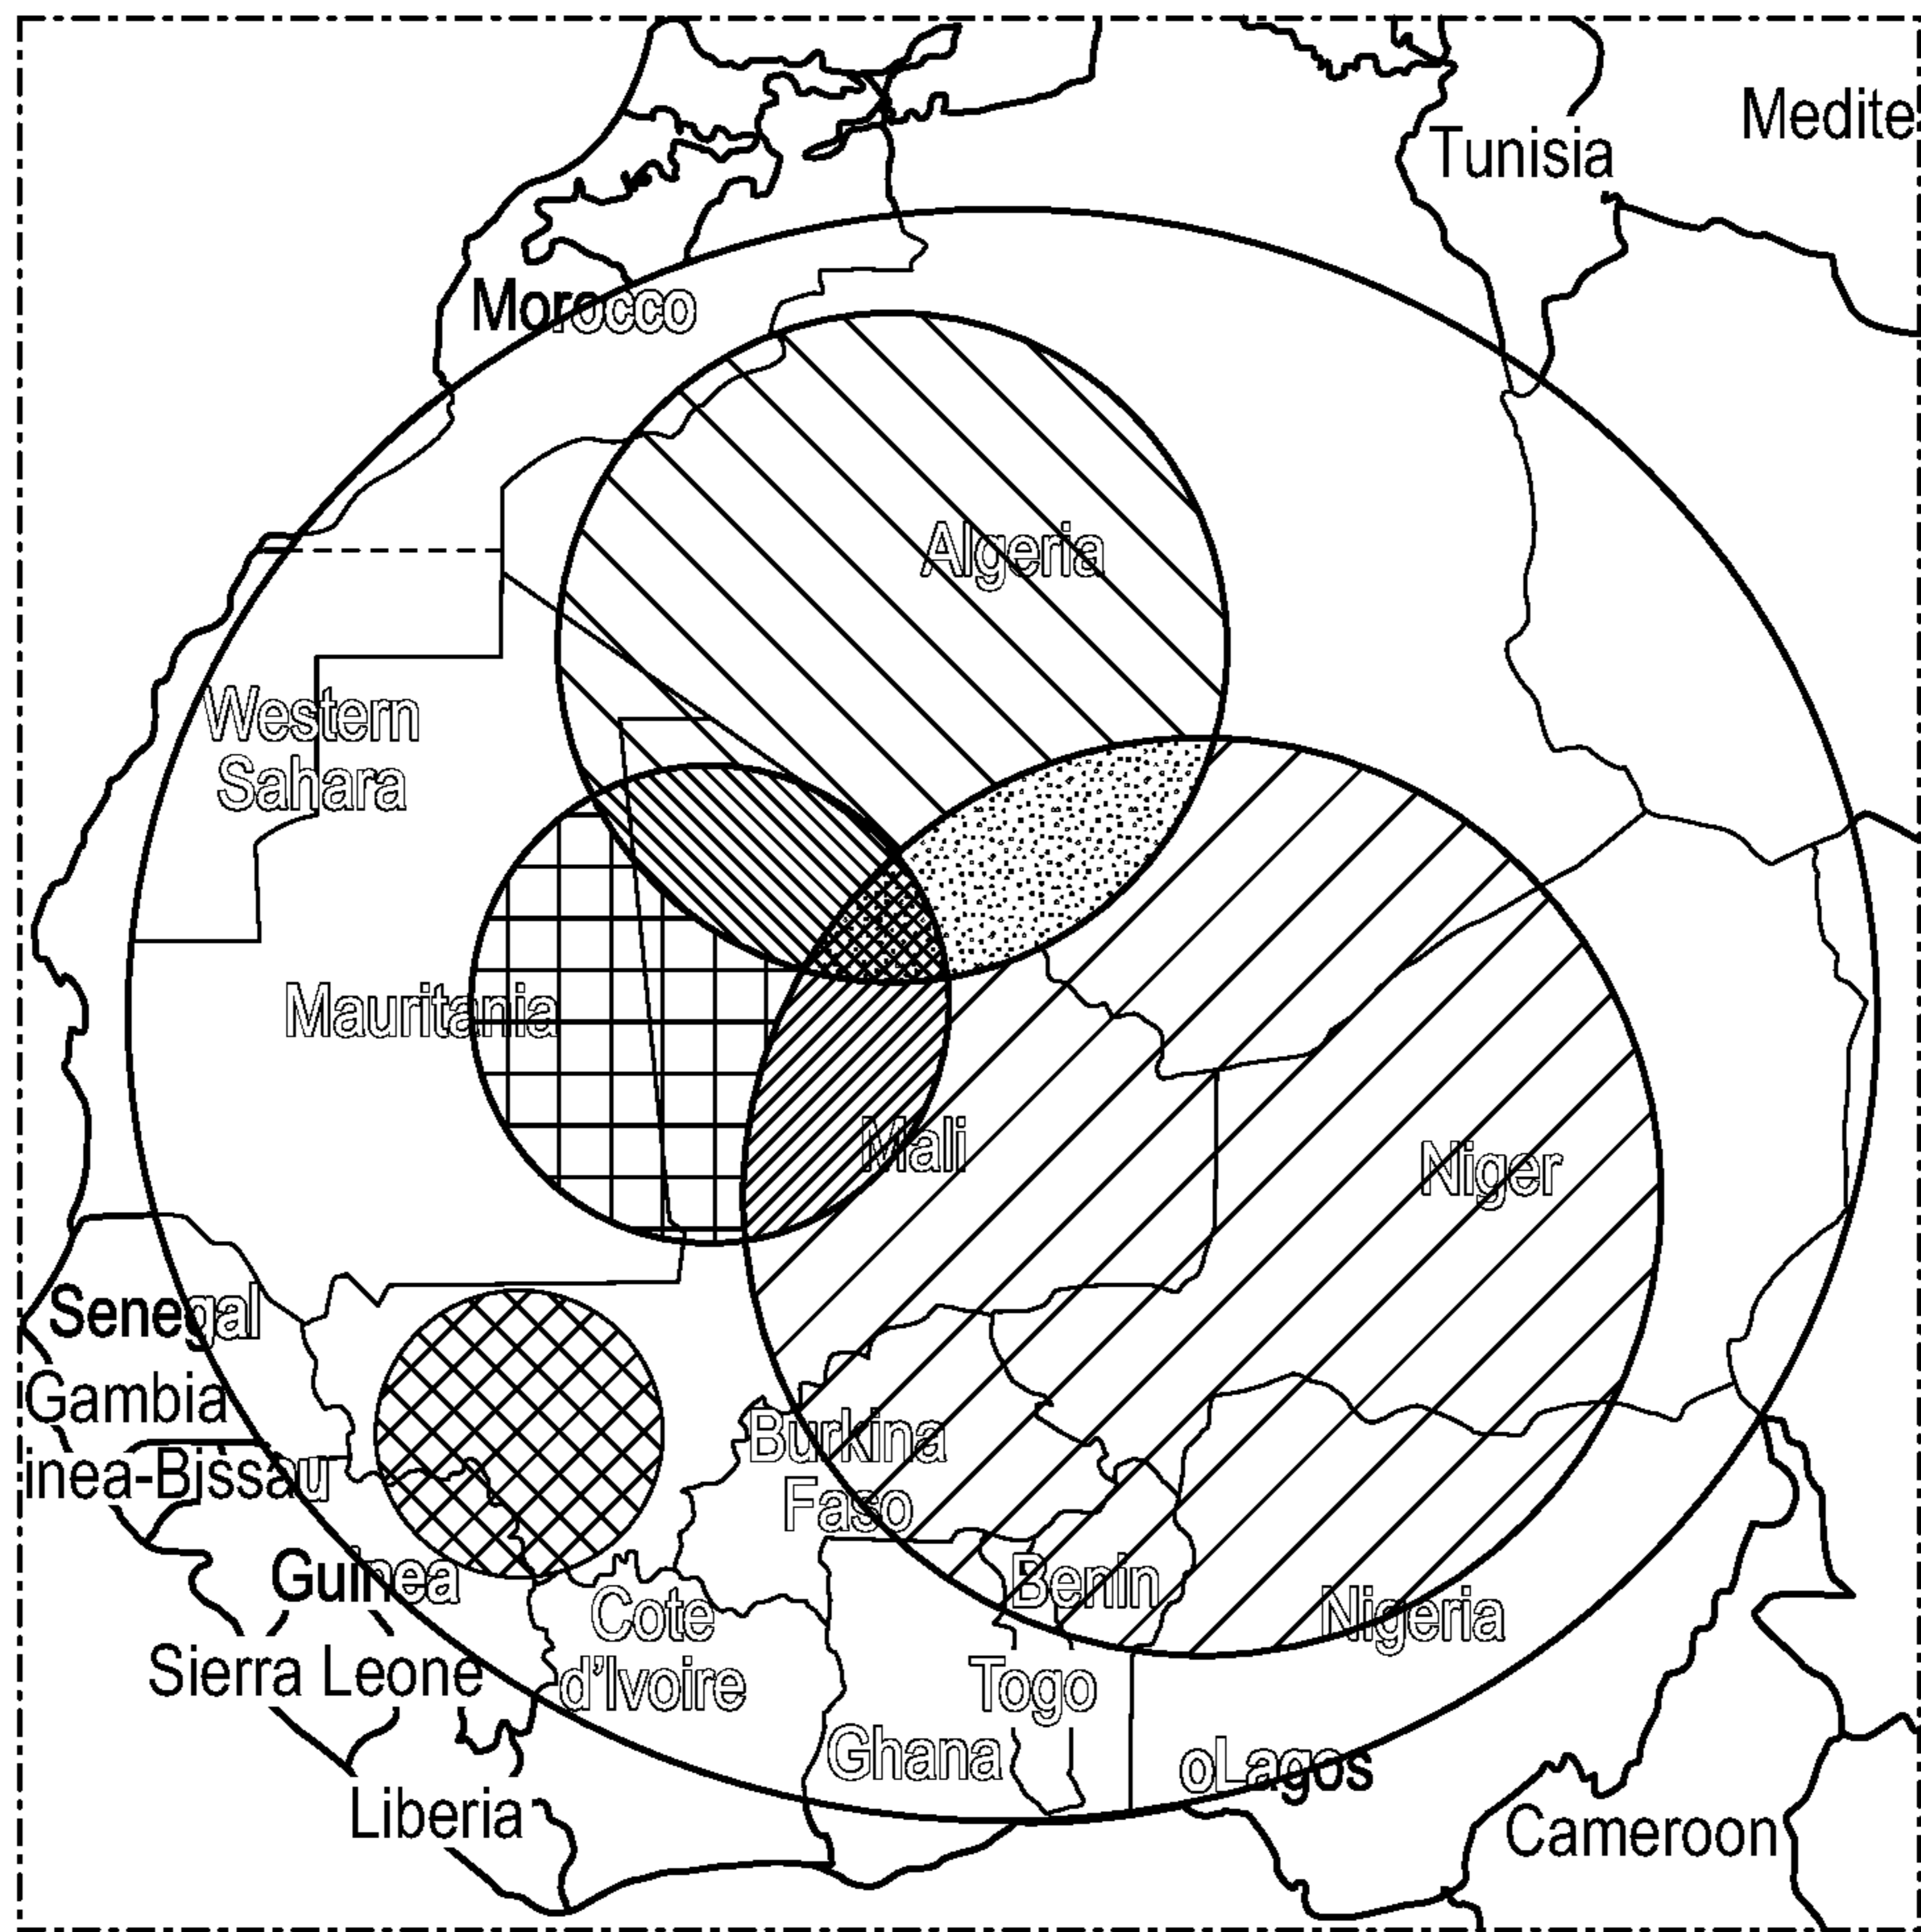 Medite
Tunisia
Morocco
Algeria
Western
Sahara
Mauritania
Mali
Niger
Senegal
Gambia
inea-Bissau
Burkina
Faso
Guinea
Benin
Nigeria
Cote
d'Ivoire
Sierra Leone
Togo
Ghana
oLagos
Liberia
Cameroon